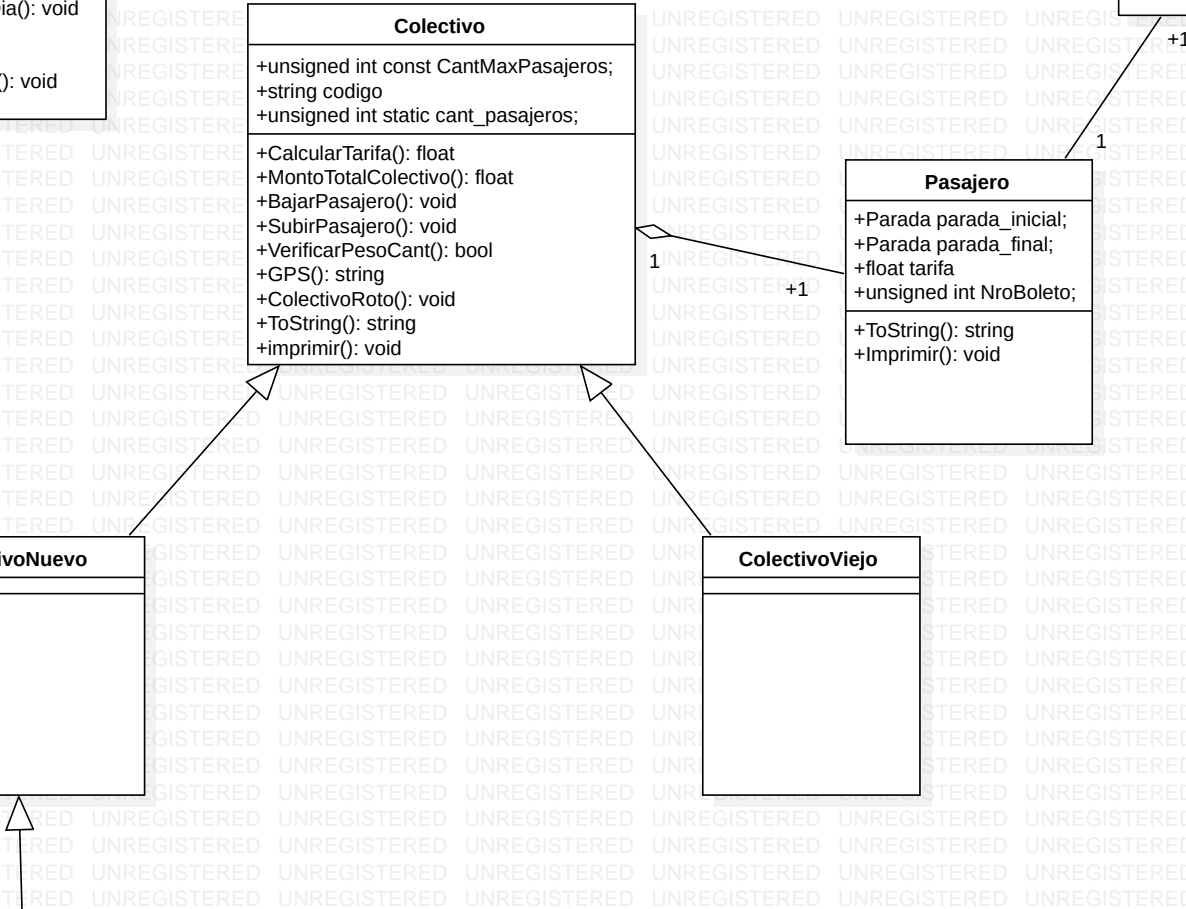 ia(): void
(): void
Colectivo
+unsigned int const CantMaxPasajeros;
+string codigo
+unsigned int static cant_pasajeros;
+CalcularTarifa(): float
+MontoTotalColectivo(): float
+BajarPasajero(): void
+SubirPasajero(): void
+VerificarPesoCant(): bool
+GPS(): string
+ColectivoRoto(): void
+ToString(): string
+imprimir(): void
1
+1
+1
1
Pasajero
+Parada parada_inicial;
+Parada parada_final;
+float tarifa
+unsigned int NroBoleto;
+ToString(): string
+Imprimir(): void
ivoNuevo
ColectivoViejo
UNREGISTERED